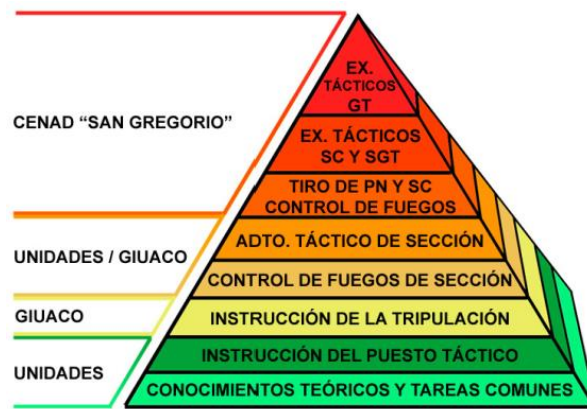 EX.
TÁCTICOS
GT
CENAD “SAN GREGORIO”
EX. TÁCTICOS
SC Y SGT
TIRO DE PN Y SC
CONTROL DE FUEGOS
UNIDADES / GIUACO
ADTO. TÁCTICO DE SECCIÓN
CONTROL DE FUEGOS DE SECCIÓN
GIUACO
INSTRUCCIÓN DE LA TRIPULACIÓN
UNIDADES
INSTRUCCIÓN DEL PUESTO TÁCTICO
CONOCIMIENTOS TEÓRICOS Y TAREAS COMUNES